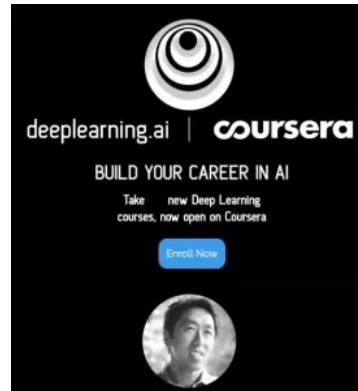 deeplearning.ai | coursera
BUILD YOUR CAREER IN AI
Take new Deep Learning
courses, now open on Coursera
Enroll Now